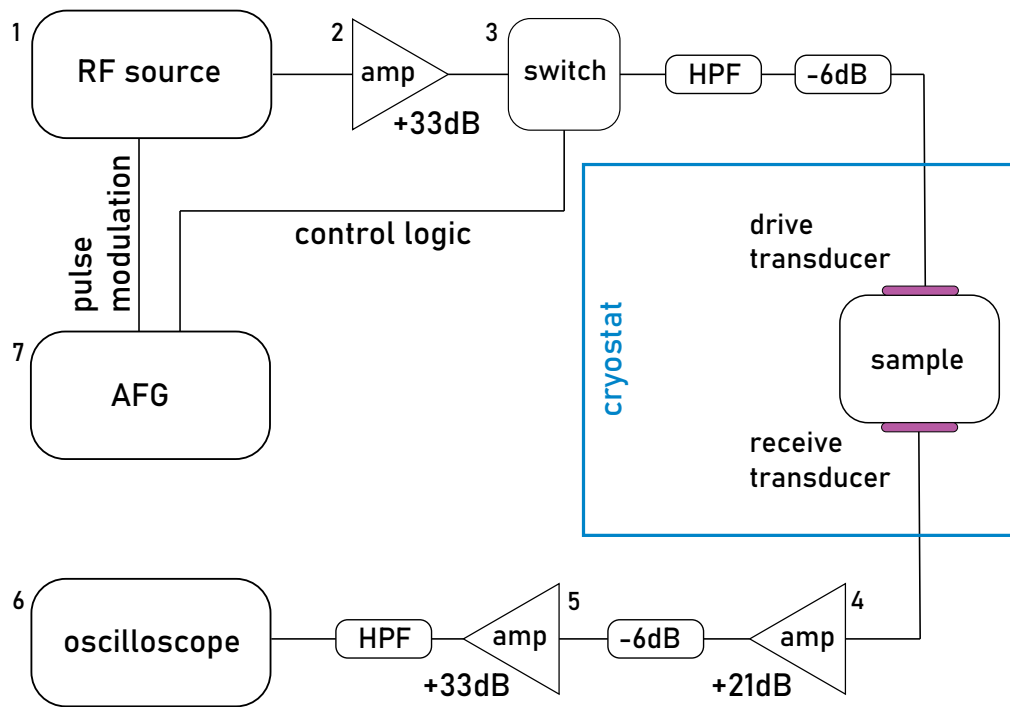 1
RF source
2
amp
+33dB
3
switch
HPF
-6dB
pulse
modulation
control logic
7
AFG
cryostat
drive
transducer
sample
receive
transducer
6
oscilloscope
HPF
5
amp
+33dB
-6dB
4
amp
+21dB